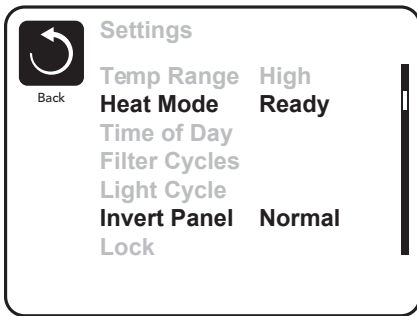 Settings
Back
Temp Range High
Heat Mode Ready
Time of Day
Filter Cycles
Light Cycle
Invert Panel Normal
Lock